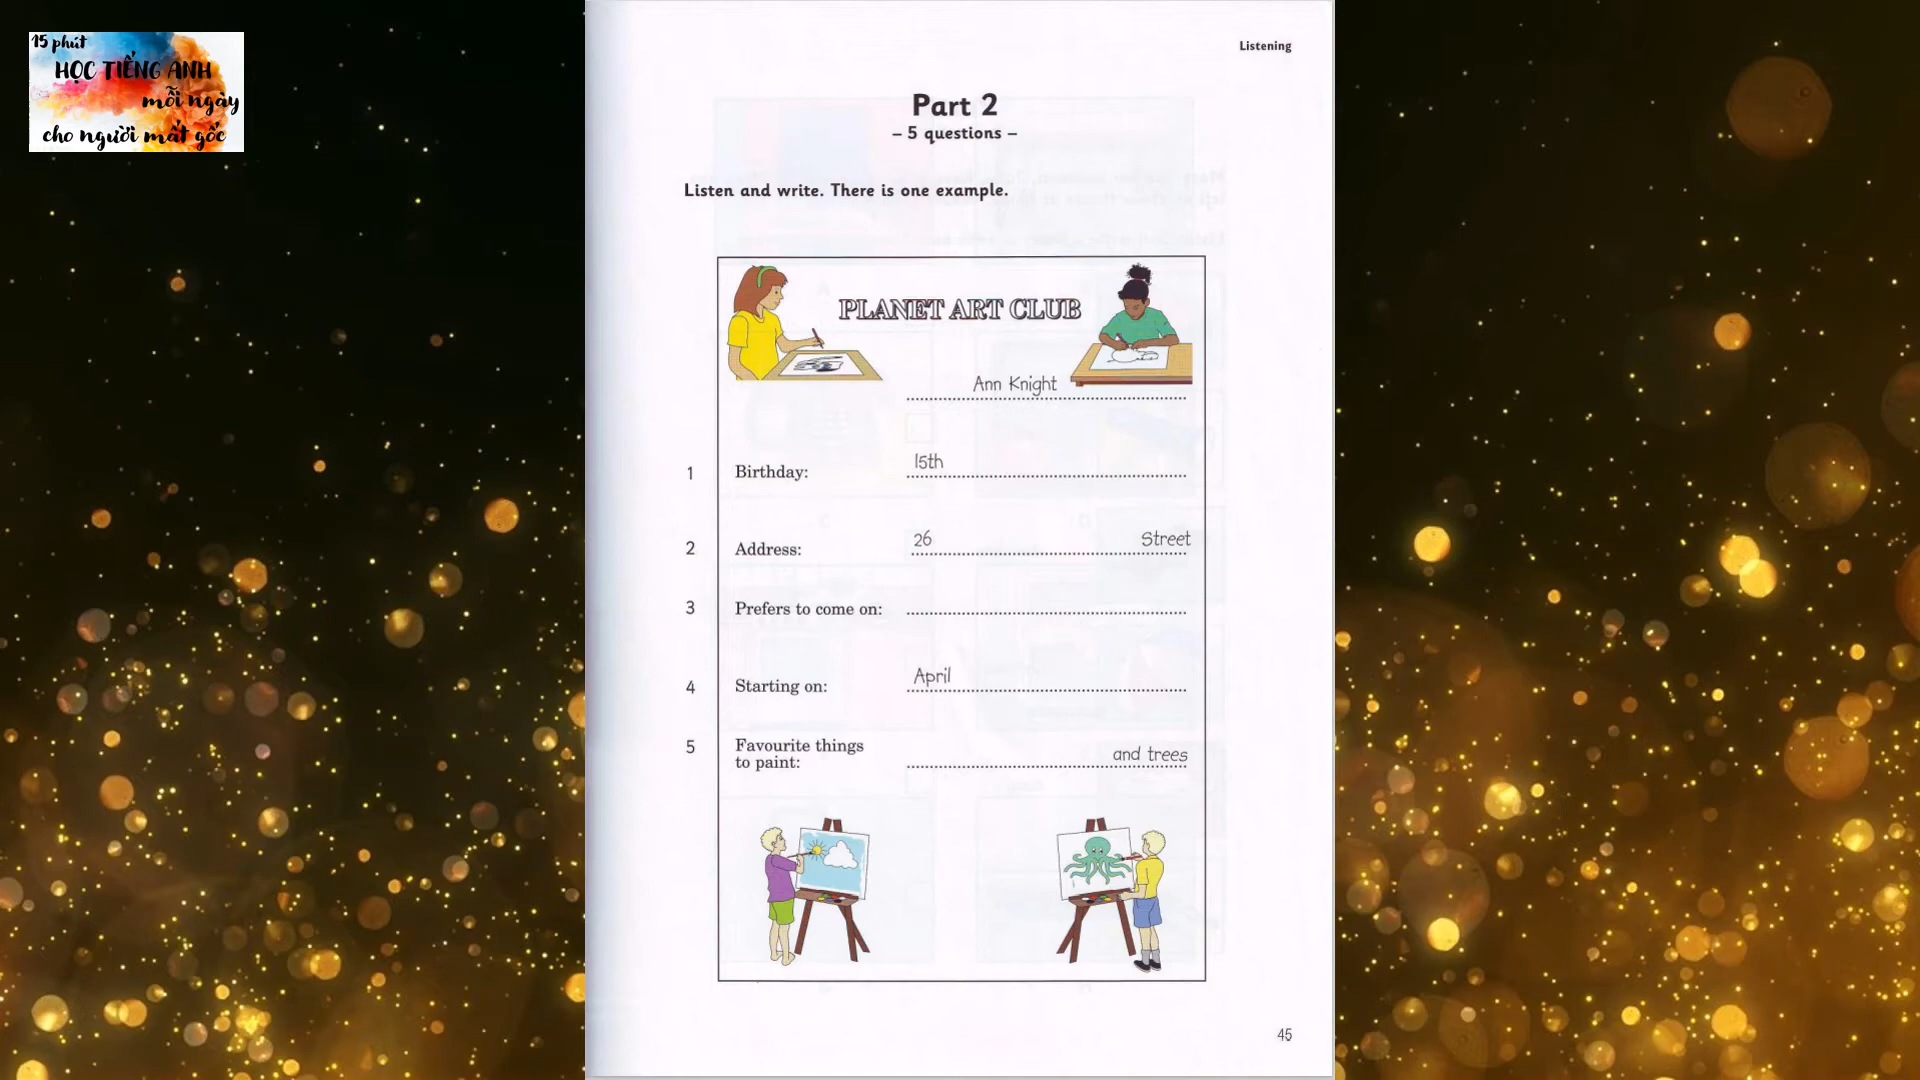 15 phút
HỌC TIẾNG ANH
mỗi ngày
cho người mất gốc
Listening
Part 2
– 5 questions –
Listen and write. There is one example.
PLANET ART CLUB
Ann Knight
1 Birthday: 15th
2 Address: 26 Street
3 Prefers to come on:
4 Starting on: April
5 Favourite things
to paint: and trees
45